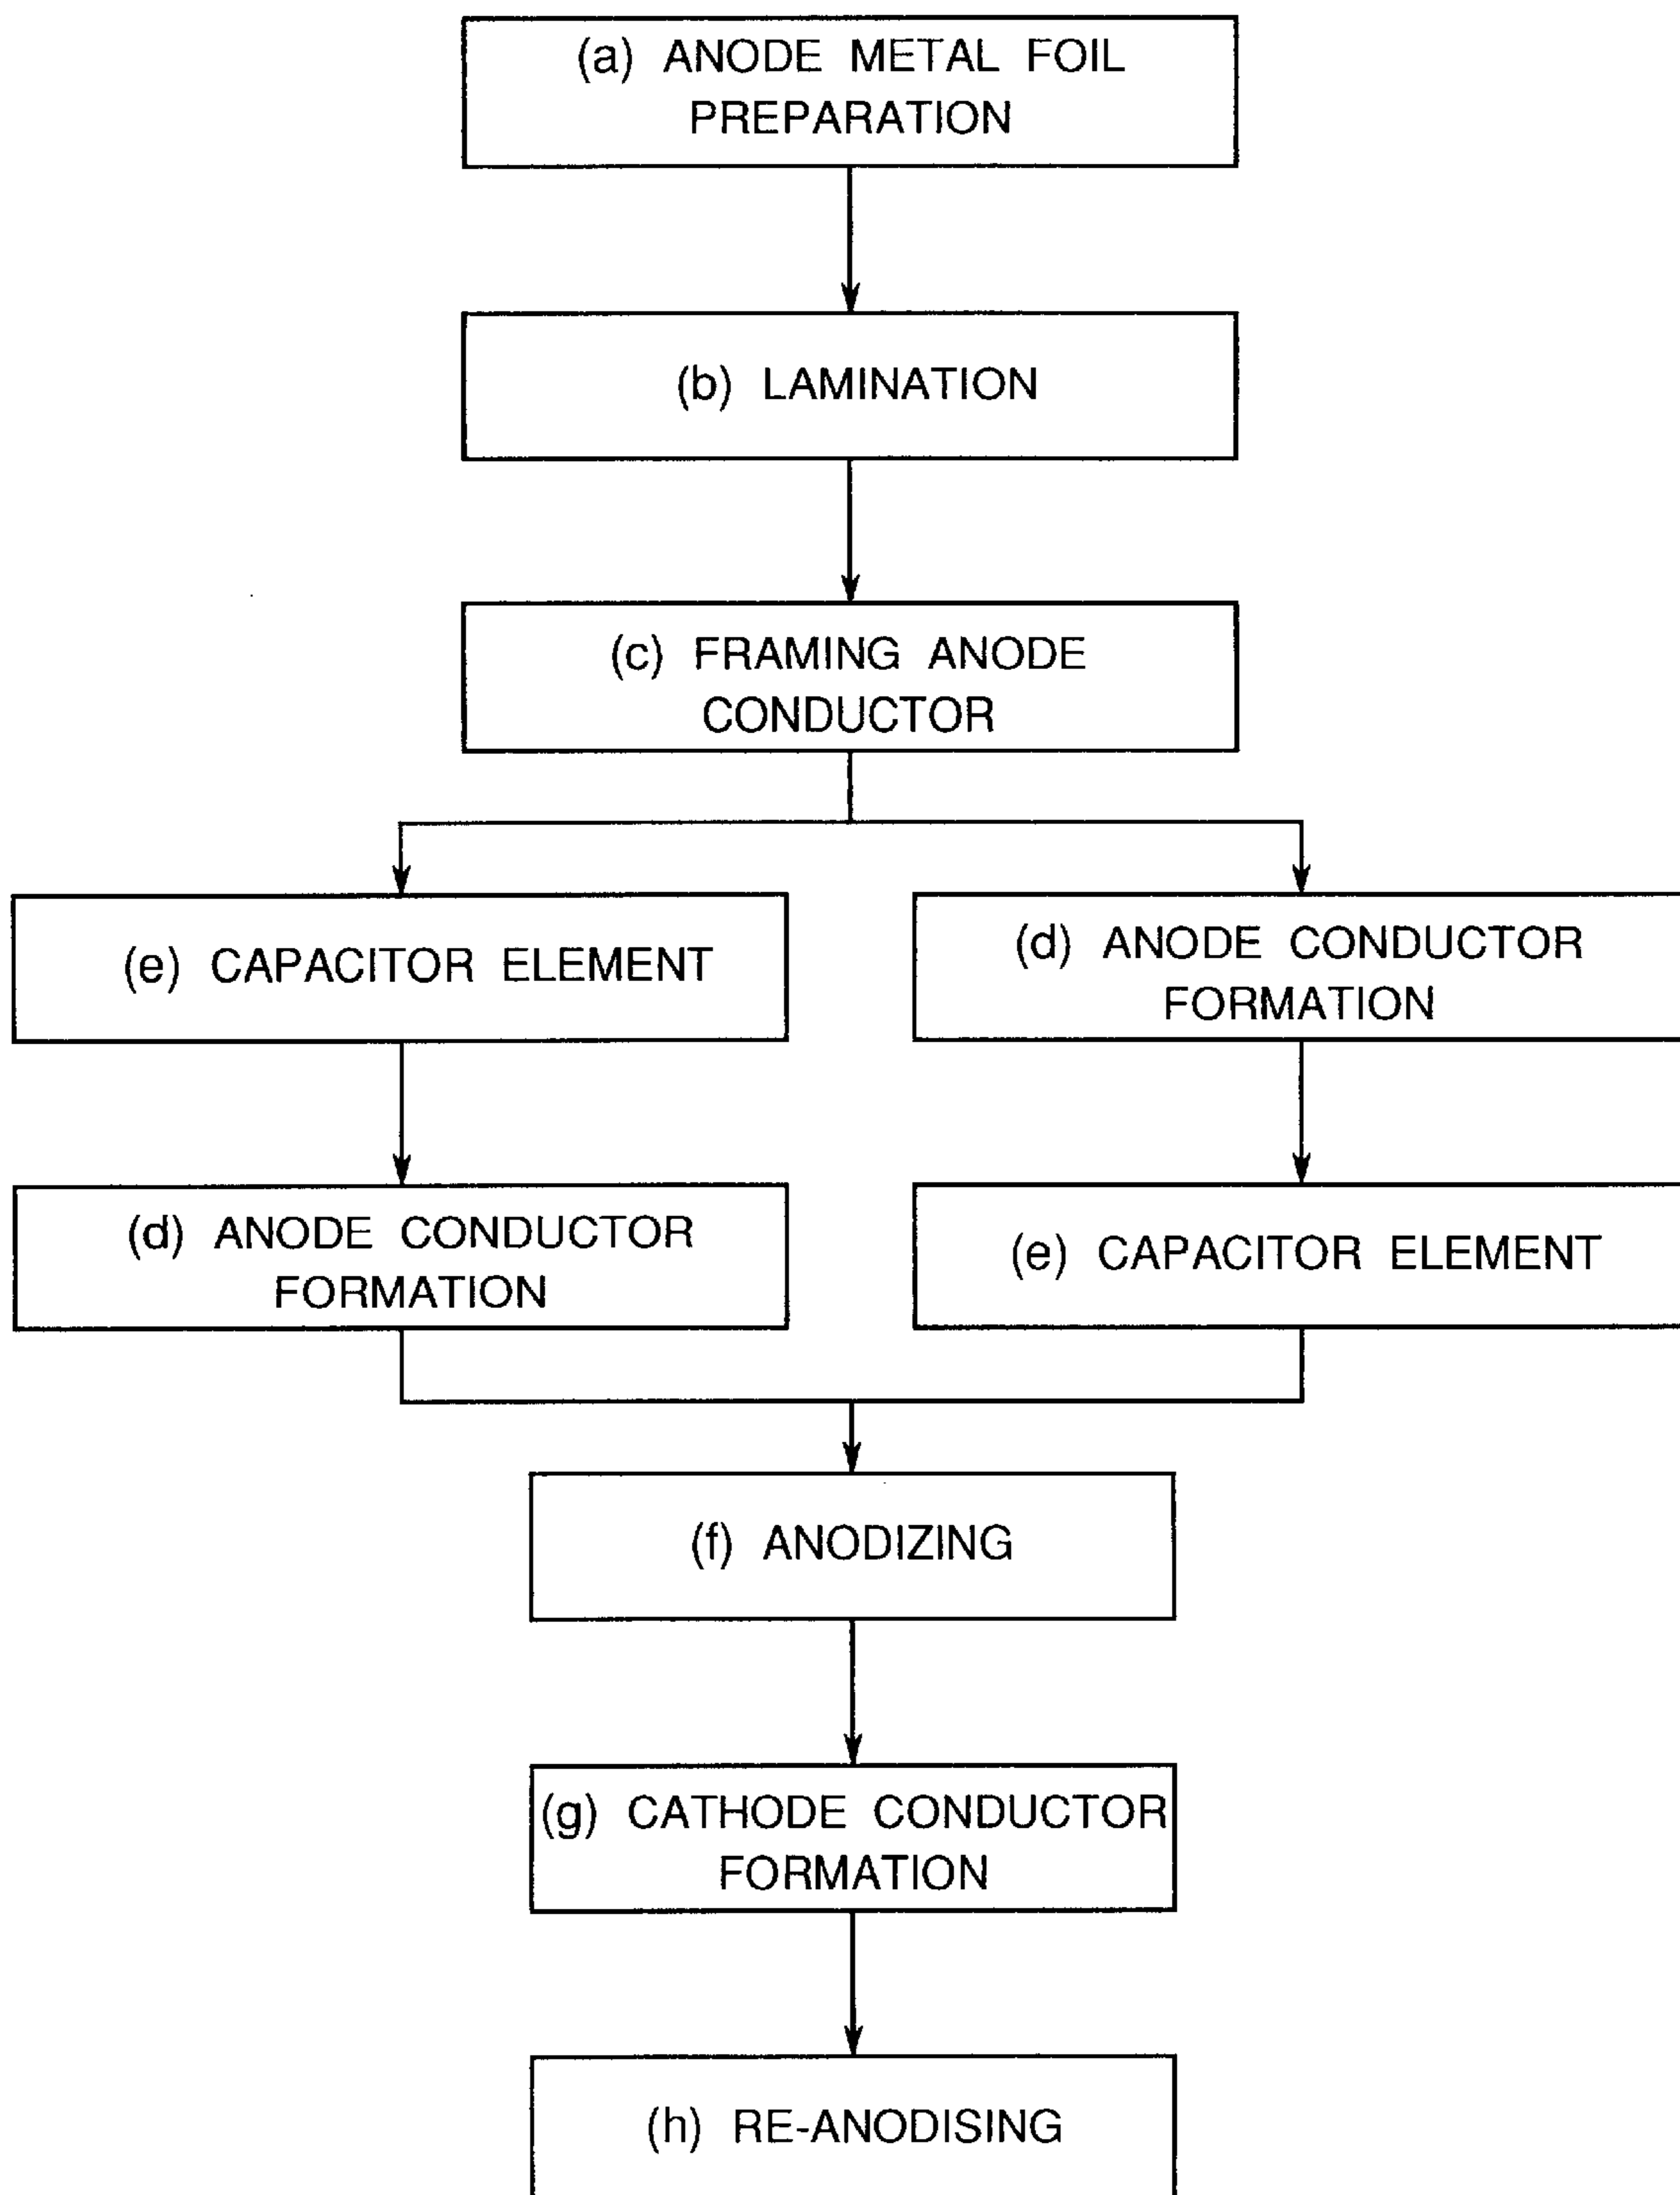 (a) ANODE METAL FOIL
PREPARATION
(b) LAMINATION
(c) FRAMING ANODE
CONDUCTOR
(e) CAPACITOR ELEMENT
(d) ANODE CONDUCTOR
FORMATION
(d) ANODE CONDUCTOR
FORMATION
(e) CAPACITOR ELEMENT
(f) ANODIZING
(g) CATHODE CONDUCTOR
FORMATION
(h) RE-ANODISING